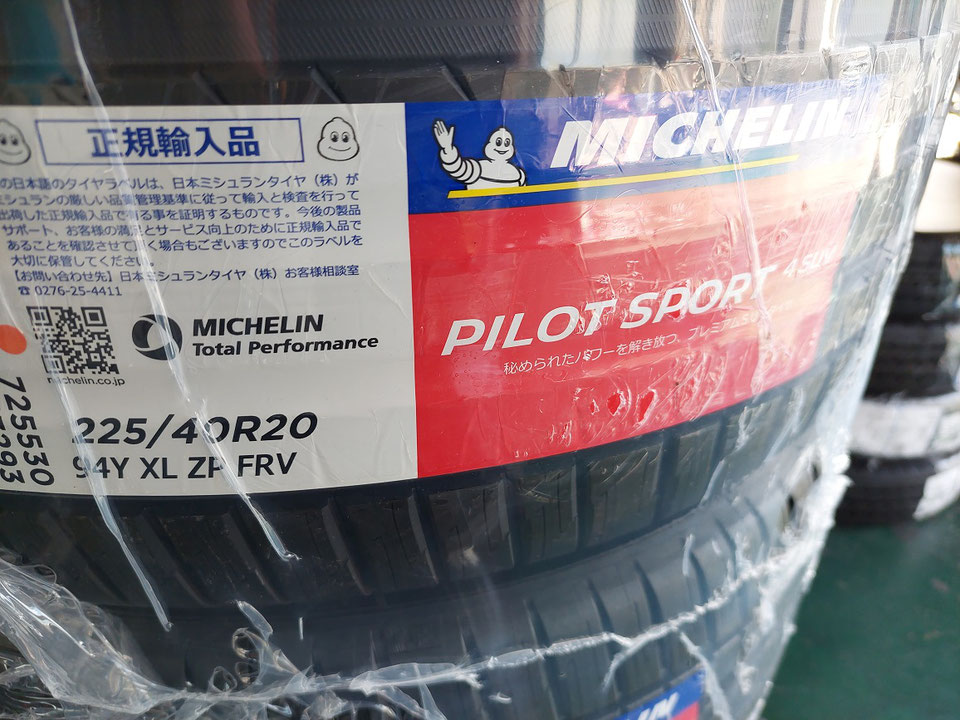 正規輸入品
の日本語のタイヤラベルは、日本ミシュランタイヤ（株）が
ミシュランの厳しい品質管理基準に従って輸入と検査を行って
出荷した正規輸入品である事を証明するものです。今後の製品
サポート、お客様の満足とサービス向上のために正規輸入品で
あることを確認させて頂く場合もございますのでこのラベルを
大切に保管してください。
【お問い合わせ先】日本ミシュランタイヤ（株）お客様相談室
☎ 0276-25-4411
MICHELIN
Total Performance
michelin.co.jp
725530
225/40R20
94Y XL ZP FRV
MICHELIN
PILOT SPORT 4 SUV
秘められたパワーを解き放つ、プレミア